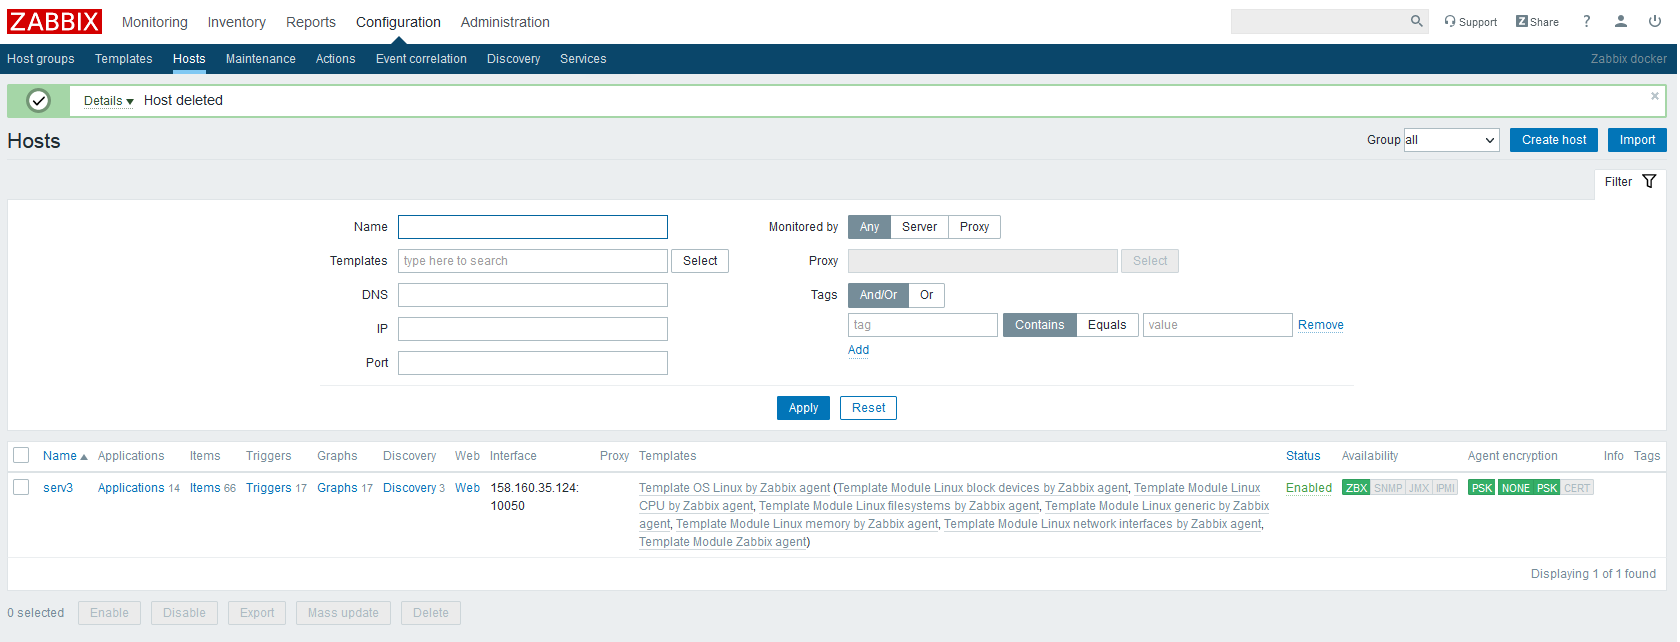 ZABBIX Monitoring Inventory Reports Configuration Administration Support Z Share ?
Host groups Templates Hosts Maintenance Actions Event correlation Discovery Services Zabbix docker
Details Host deleted ×
Hosts Group all Create host Import
Filter
Name Monitored by Any Server Proxy
Templates type here to search Select Proxy Select
DNS Tags And/Or Or
IP tag Contains Equals value Remove
Add
Port
Apply Reset
Name Applications Items Triggers Graphs Discovery Web Interface Proxy Templates Status Availability Agent encryption Info Tags
serv3 Applications 14 Items 66 Triggers 17 Graphs 17 Discovery 3 Web 158.160.35.124: Template OS Linux by Zabbix agent (Template Module Linux block devices by Zabbix agent, Template Module Linux Enabled ZBX SNMP JMX IPMI PSK NONE PSK CERT
10050 CPU by Zabbix agent, Template Module Linux filesystems by Zabbix agent, Template Module Linux generic by Zabbix
agent, Template Module Linux memory by Zabbix agent, Template Module Linux network interfaces by Zabbix agent,
Template Module Zabbix agent)
Displaying 1 of 1 found
0 selected Enable Disable Export Mass update Delete